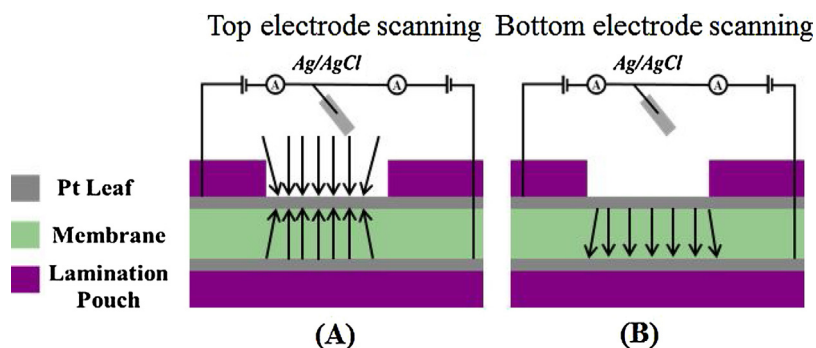 Top electrode scanning Bottom electrode scanning
Ag/AgCl Ag/AgCl
A A A A
Pt Leaf
Membrane
Lamination
Pouch
(A) (B)